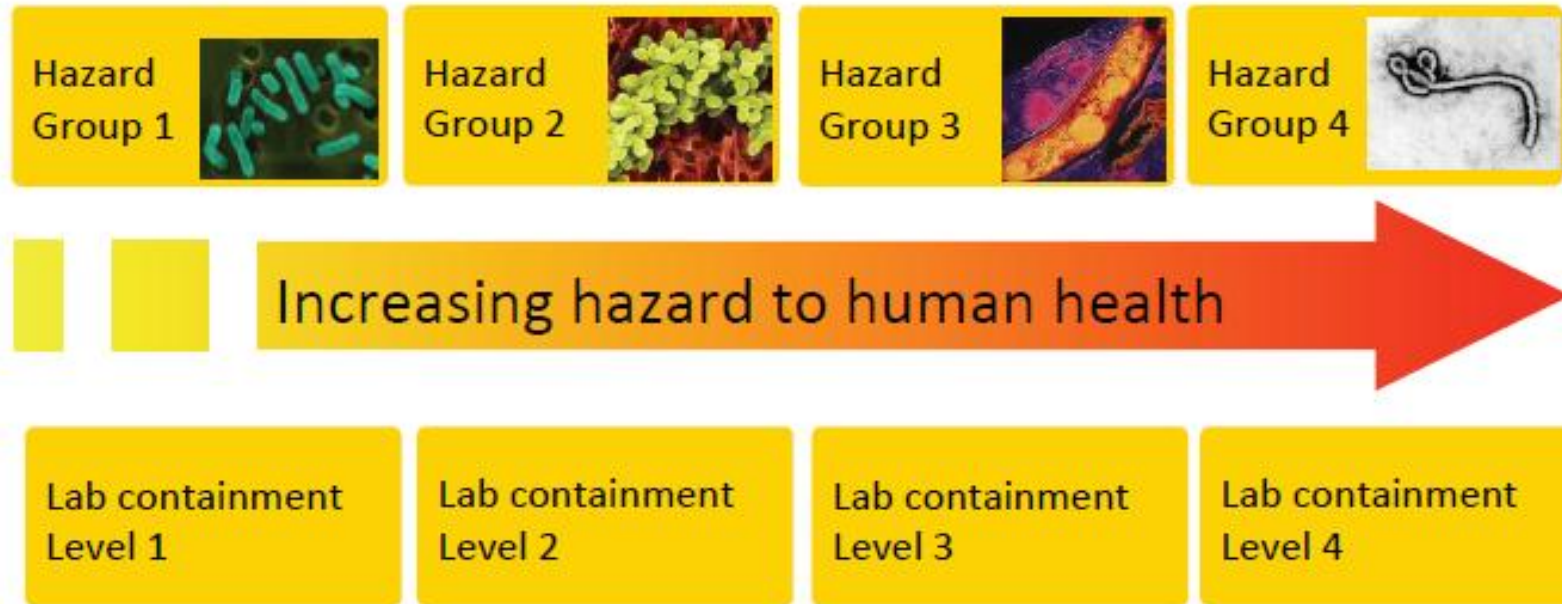 Hazard
Group 1
Hazard
Group 2
Hazard
Group 3
Hazard
Group 4
Increasing hazard to human health
Lab containment
Level 1
Lab containment
Level 2
Lab containment
Level 3
Lab containment
Level 4